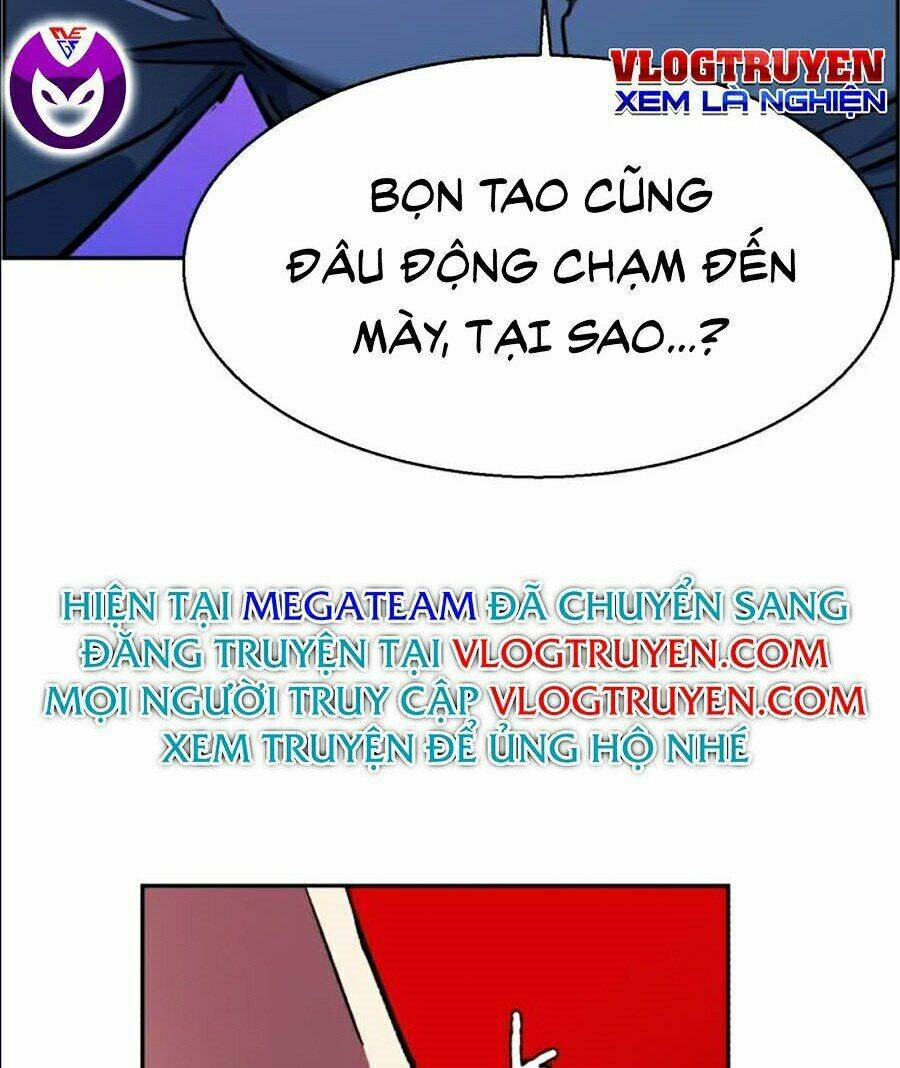 VLOGTRUYEN
XEM LÀ NGHIỆN
BỌN TAO CŨNG
ĐÂU ĐỘNG CHẠM ĐẾN
MÀY, TẠI SAO...?
HIỆN TẠI MEGATEAM ĐÃ CHUYỂN SANG
ĐĂNG TRUYỆN TẠI VLOGTRUYEN.COM
MỌI NGƯỜI TRUY CẬP VLOGTRUYEN.COM
XEM TRUYỆN ĐỂ ỦNG HỘ NHÉ